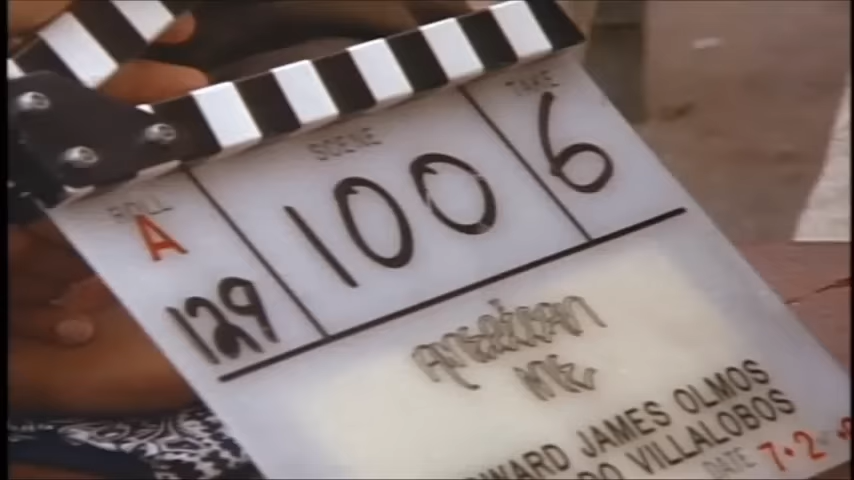 ROLL SCENE TAKE
A 129 100 6
American
me
WARD JAMES OLMOS
DO VILLALOBOS
DATE 7·2